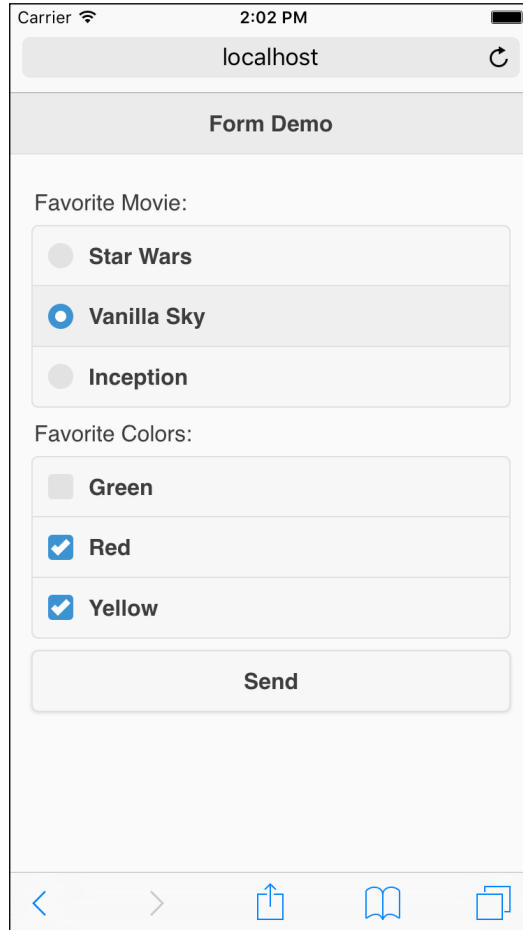 Carrier 2:02 PM
localhost
Form Demo
Favorite Movie:
Star Wars
Vanilla Sky
Inception
Favorite Colors:
Green
Red
Yellow
Send